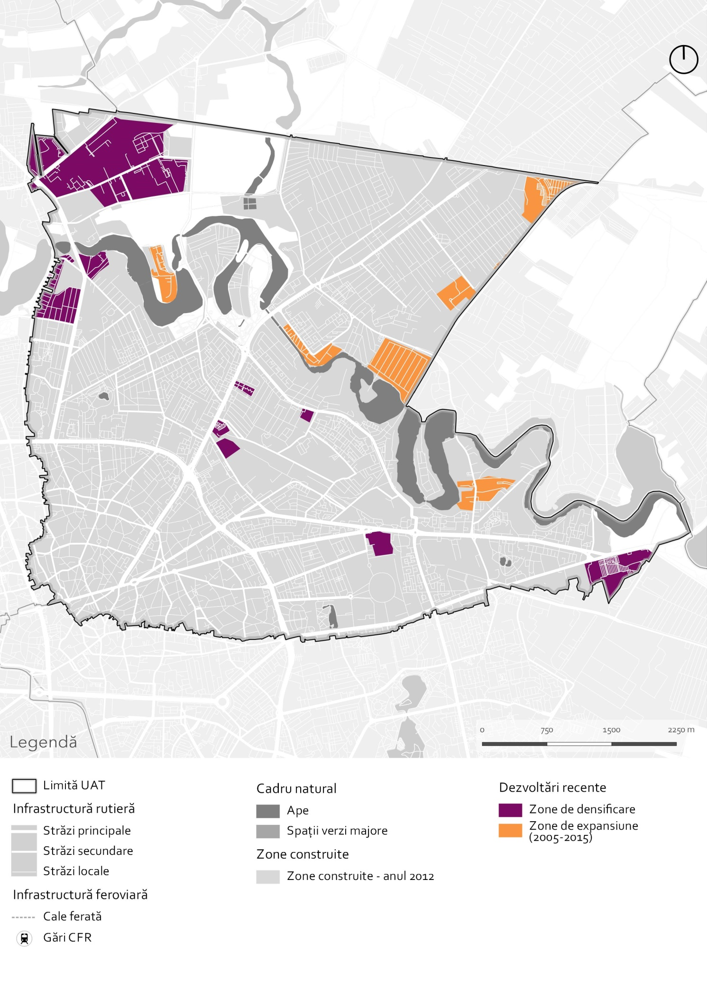 0 750 1500 2250 m
Legendă
Limită UAT
Infrastructură rutieră
Străzi principale
Străzi secundare
Străzi locale
Infrastructură feroviară
Cale ferată
Gări CFR
Cadru natural
Ape
Spații verzi majore
Zone construite
Zone construite - anul 2012
Dezvoltări recente
Zone de densificare
Zone de expansiune
(2005-2015)